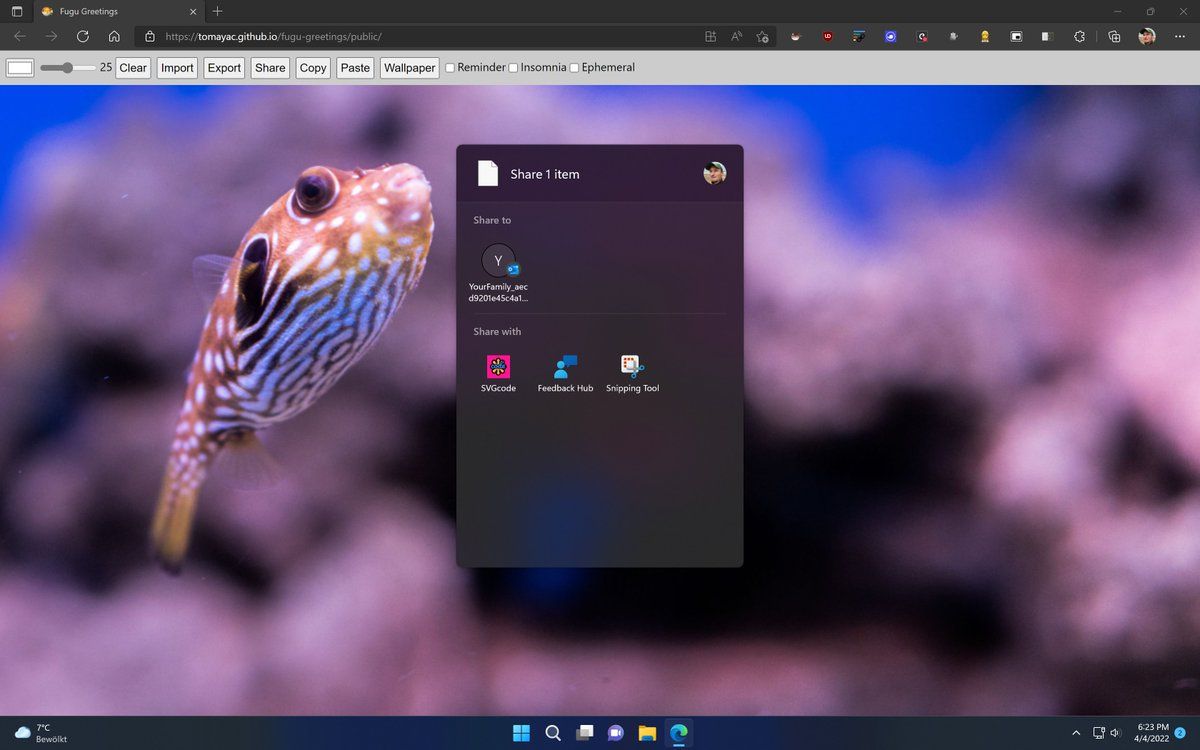 Fugu Greetings
https://tomayac.github.io/fugu-greetings/public/
25 Clear Import Export Share Copy Paste Wallpaper Reminder Insomnia Ephemeral
Share 1 item
Share to
Y
YourFamily_aec
d9201e45c4a1...
Share with
SVGcode Feedback Hub Snipping Tool
7°C
Bewölkt
6:23 PM
4/4/2022
2